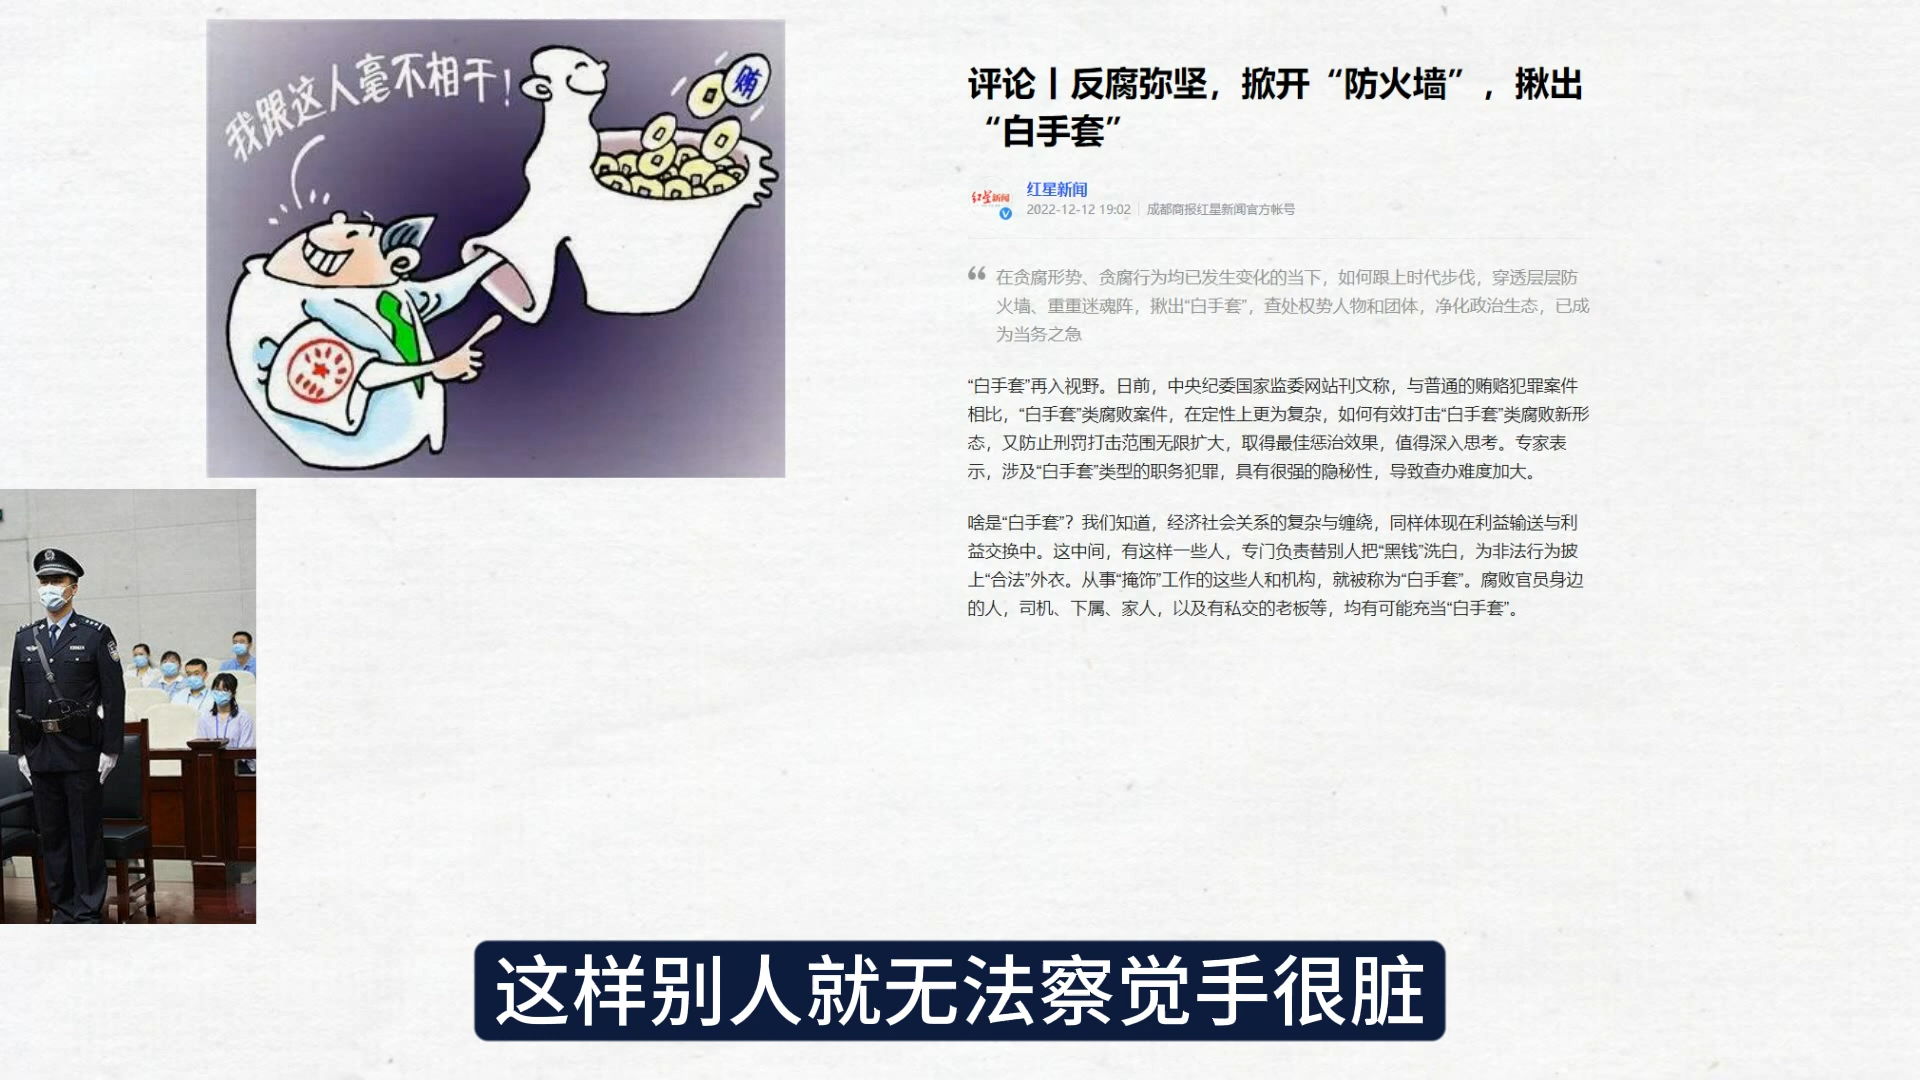 我跟这人毫不相干！
贿
评论丨反腐弥坚，掀开“防火墙”，揪出
“白手套”
红星新闻
红星新闻
2022-12-12 19:02 成都商报红星新闻官方帐号
在贪腐形势、贪腐行为均已发生变化的当下，如何跟上时代步伐，穿透层层防
火墙、重重迷魂阵，揪出“白手套”，查处权势人物和团体，净化政治生态，已成
为当务之急
“白手套”再入视野。日前，中央纪委国家监委网站刊文称，与普通的贿赂犯罪案件
相比，“白手套”类腐败案件，在定性上更为复杂，如何有效打击“白手套”类腐败新形
态，又防止刑罚打击范围无限扩大，取得最佳惩治效果，值得深入思考。专家表
示，涉及“白手套”类型的职务犯罪，具有很强的隐秘性，导致查办难度加大。
啥是“白手套”？我们知道，经济社会关系的复杂与缠绕，同样体现在利益输送与利
益交换中。这中间，有这样一些人，专门负责替别人把“黑钱”洗白，为非法行为披
上“合法”外衣。从事“掩饰”工作的这些人和机构，就被称为“白手套”。腐败官员身边
的人，司机、下属、家人，以及有私交的老板等，均有可能充当“白手套”。
这样别人就无法察觉手很脏